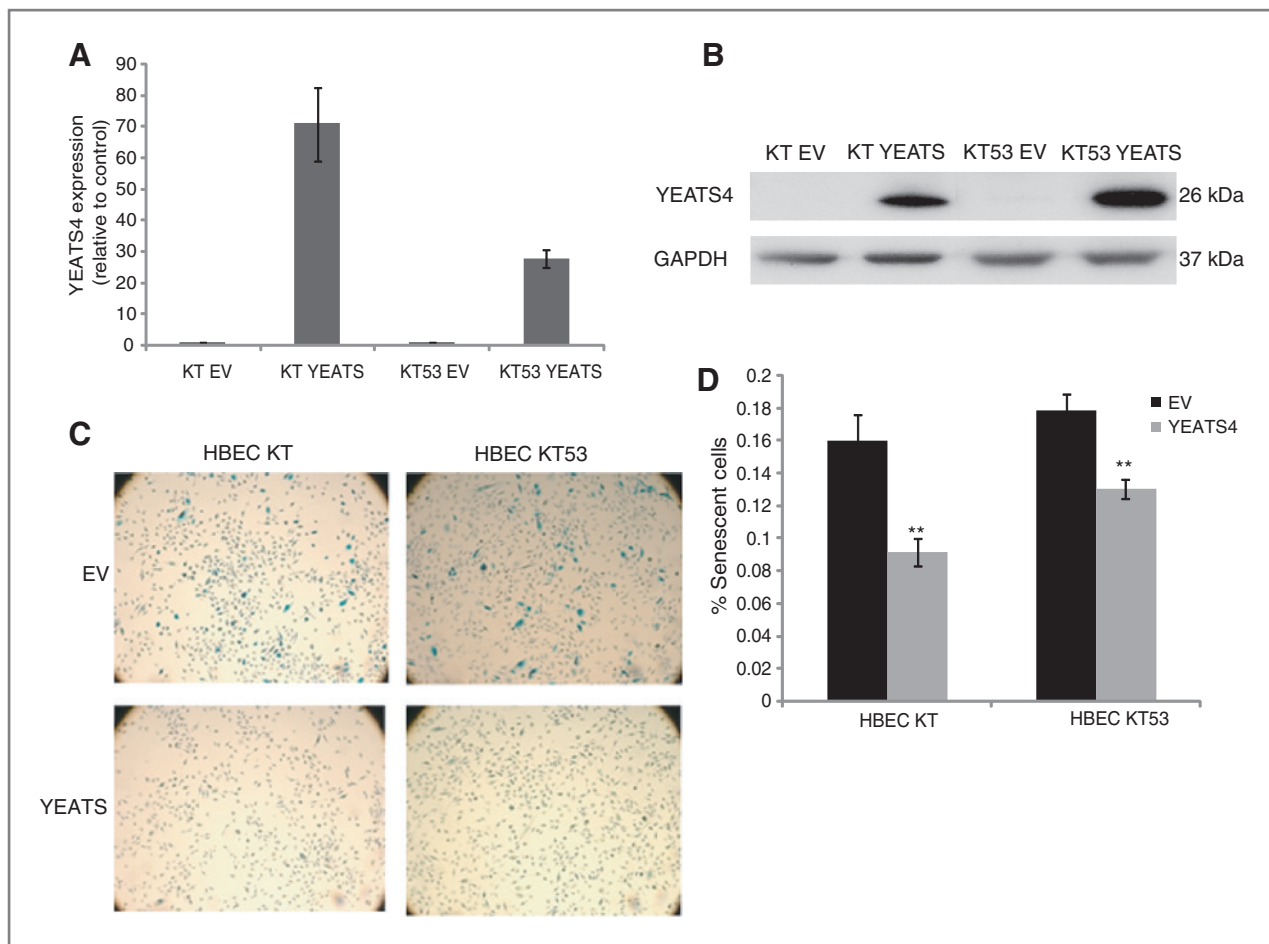 A
YEATS4 expression
(relative to control)
90
80
70
60
50
40
30
20
10
0
KT EV
KT YEATS
KT53 EV
KT53 YEATS
B
KT EV
KT YEATS
KT53 EV
KT53 YEATS
YEATS4
26 kDa
GAPDH
37 kDa
C
HBEC KT
HBEC KT53
EV
YEATS
D
% Senescent cells
0.2
0.18
0.16
0.14
0.12
0.1
0.08
0.06
0.04
0.02
0
EV
YEATS4
**
**
HBEC KT
HBEC KT53